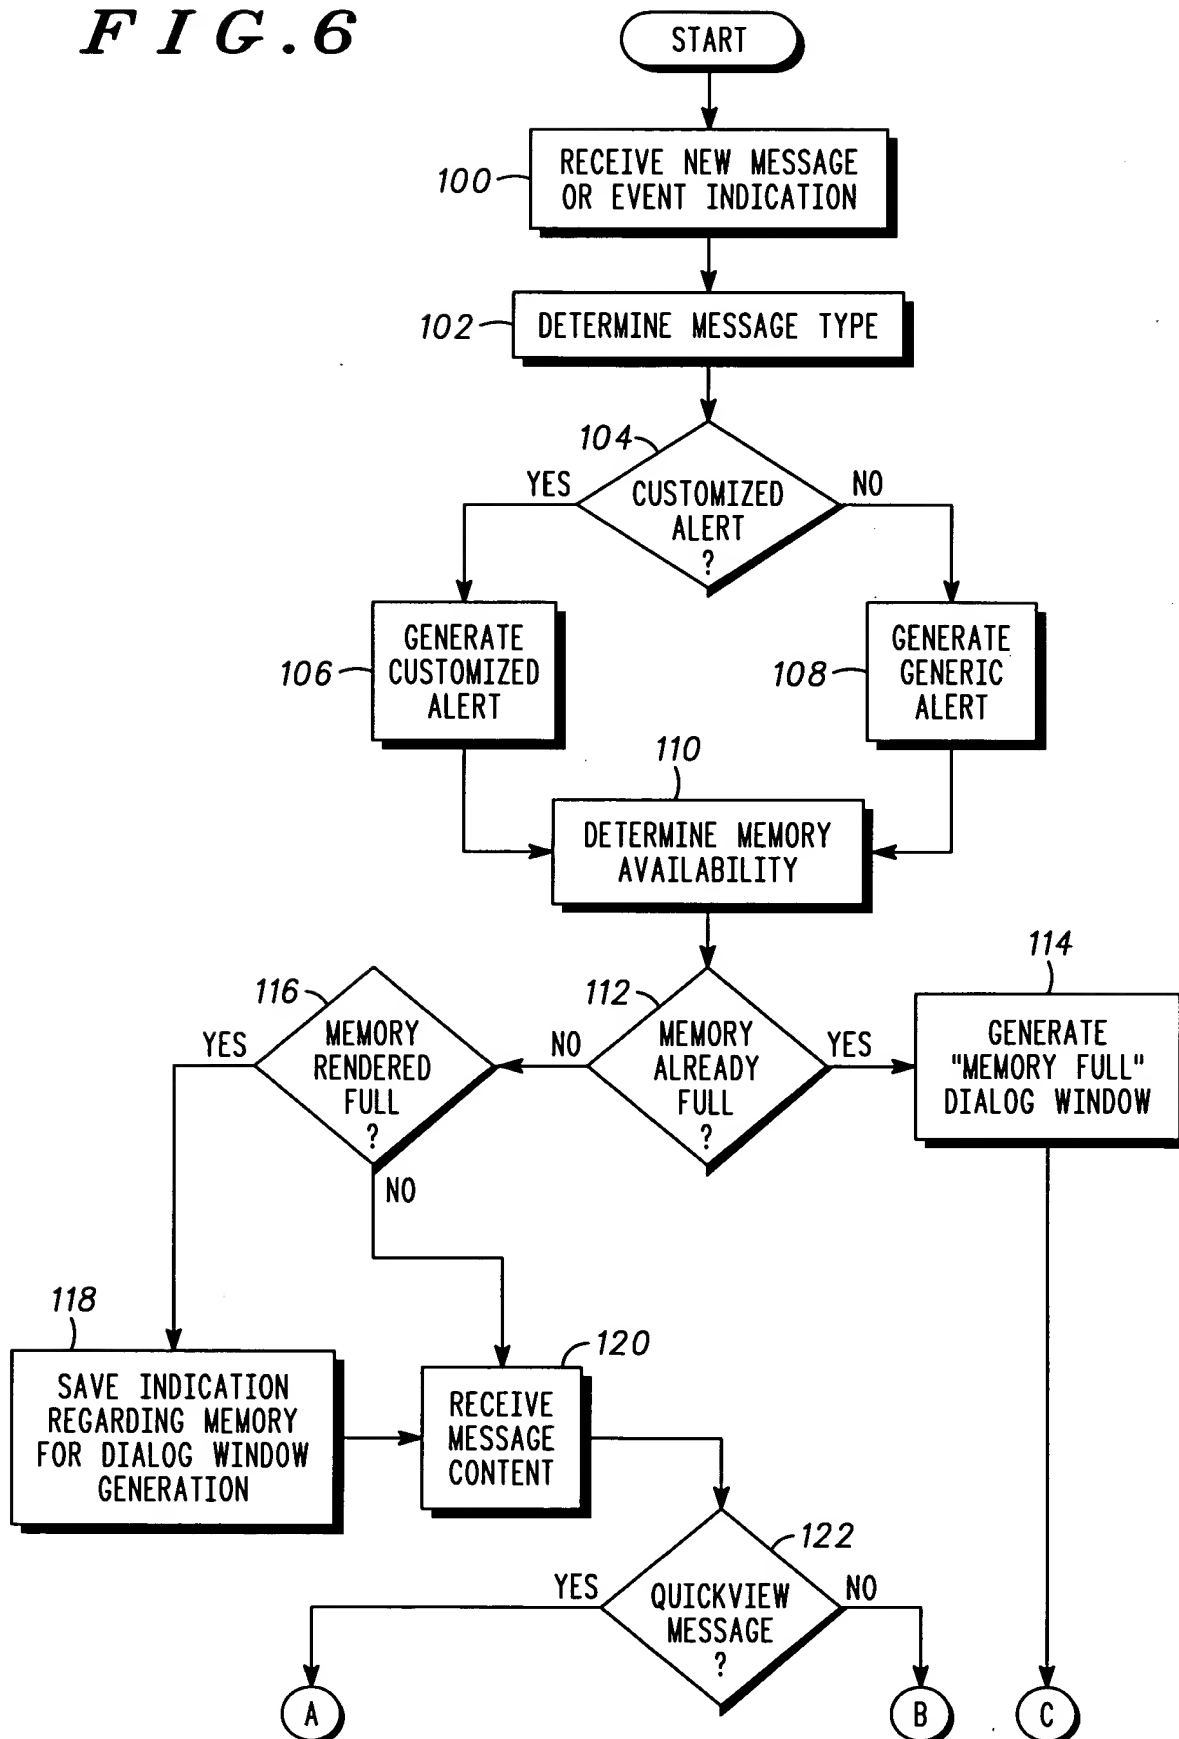 FIG.6
START
100
RECEIVE NEW MESSAGE
OR EVENT INDICATION
102
DETERMINE MESSAGE TYPE
104
YES
CUSTOMIZED
ALERT
?
NO
106
GENERATE
CUSTOMIZED
ALERT
108
GENERATE
GENERIC
ALERT
110
DETERMINE MEMORY
AVAILABILITY
116
YES
MEMORY
RENDERED
FULL
?
NO
NO
112
MEMORY
ALREADY
FULL
?
YES
114
GENERATE
"MEMORY FULL"
DIALOG WINDOW
118
SAVE INDICATION
REGARDING MEMORY
FOR DIALOG WINDOW
GENERATION
120
RECEIVE
MESSAGE
CONTENT
122
YES
QUICKVIEW
MESSAGE
?
NO
A
B
C